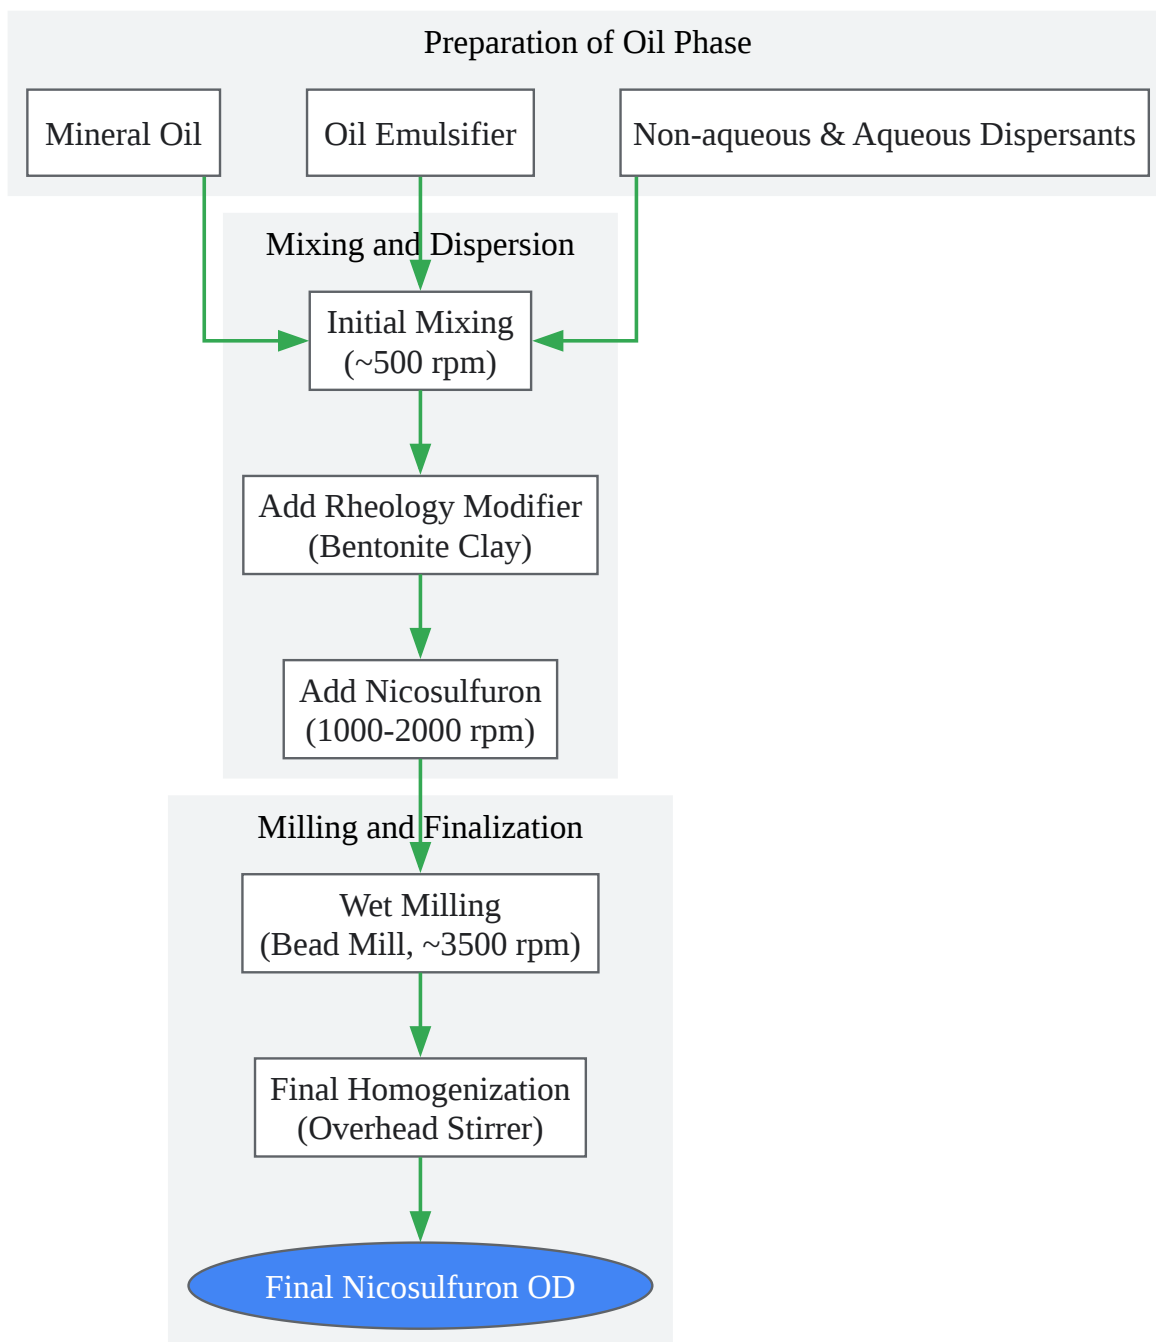 Preparation of Oil Phase
Mineral Oil
Oil Emulsifier
Non-aqueous & Aqueous Dispersants
Mixing and Dispersion
Initial Mixing
(~500 rpm)
Add Rheology Modifier
(Bentonite Clay)
Add Nicosulfuron
(1000-2000 rpm)
Milling and Finalization
Wet Milling
(Bead Mill, ~3500 rpm)
Final Homogenization
(Overhead Stirrer)
Final Nicosulfuron OD